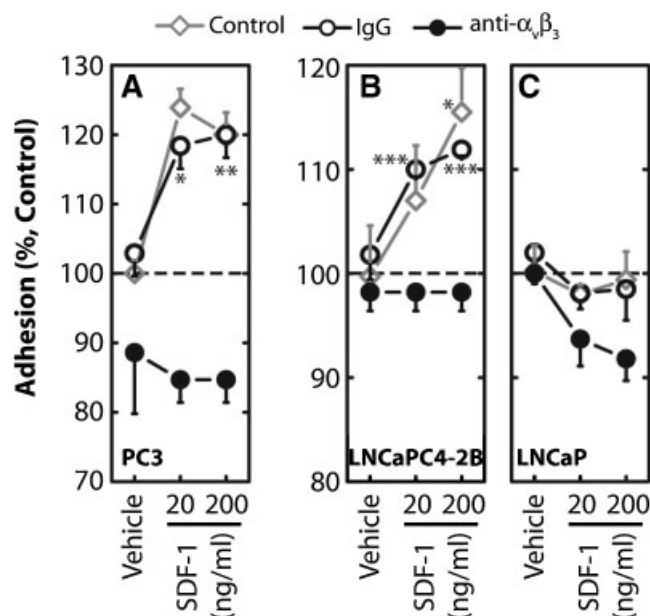 Control IgG anti-αvβ3
A B C
Adhesion (%, Control)
130 120
120 110
110
100 100
90 90
80
70 80
PC3 LNCaPC4-2B LNCaP
Vehicle 20 200 Vehicle 20 200 Vehicle 20 200
SDF-1 (ng/ml) SDF-1 (ng/ml) SDF-1 (ng/ml)
* ** *** * ***